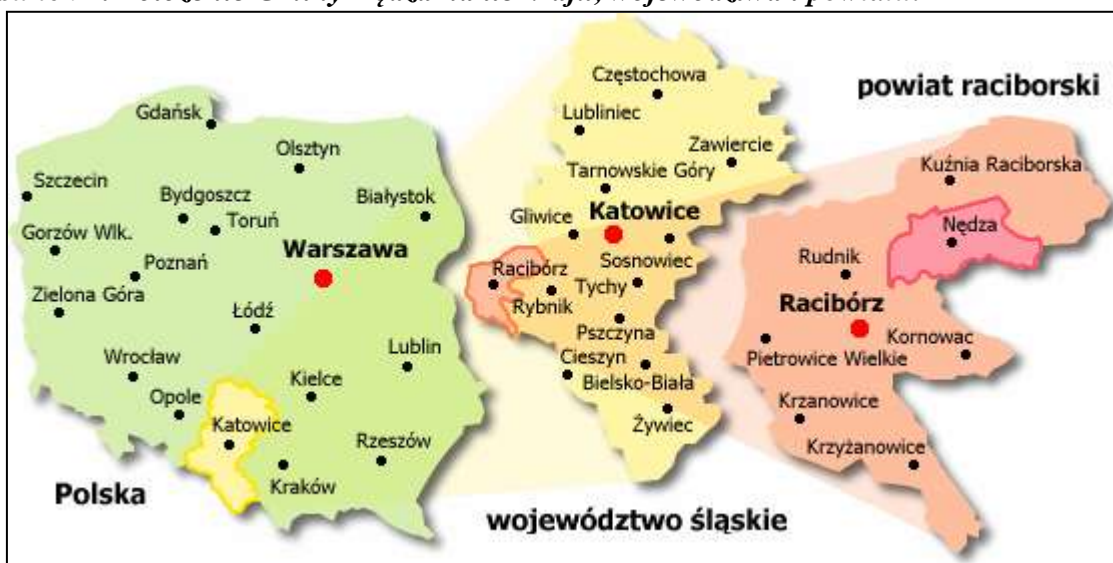 Gdańsk
Olsztyn
Szczecin
Bydgoszcz
Białystok
Toruń
Gorzów Wlk.
Warszawa
Poznań
Zielona Góra
Łódź
Wrocław
Lublin
Kielce
Opole
Katowice
Rzeszów
Kraków
Polska
Częstochowa
Lubliniec
Zawiercie
Tarnowskie Góry
Gliwice
Katowice
Sosnowiec
Racibórz
Tychy
Rybnik
Pszczyna
Cieszyn
Bielsko-Biała
Żywiec
województwo śląskie
powiat raciborski
Kuźnia Raciborska
Nędza
Rudnik
Racibórz
Kornowac
Pietrowice Wielkie
Krzanowice
Krzyżanowice